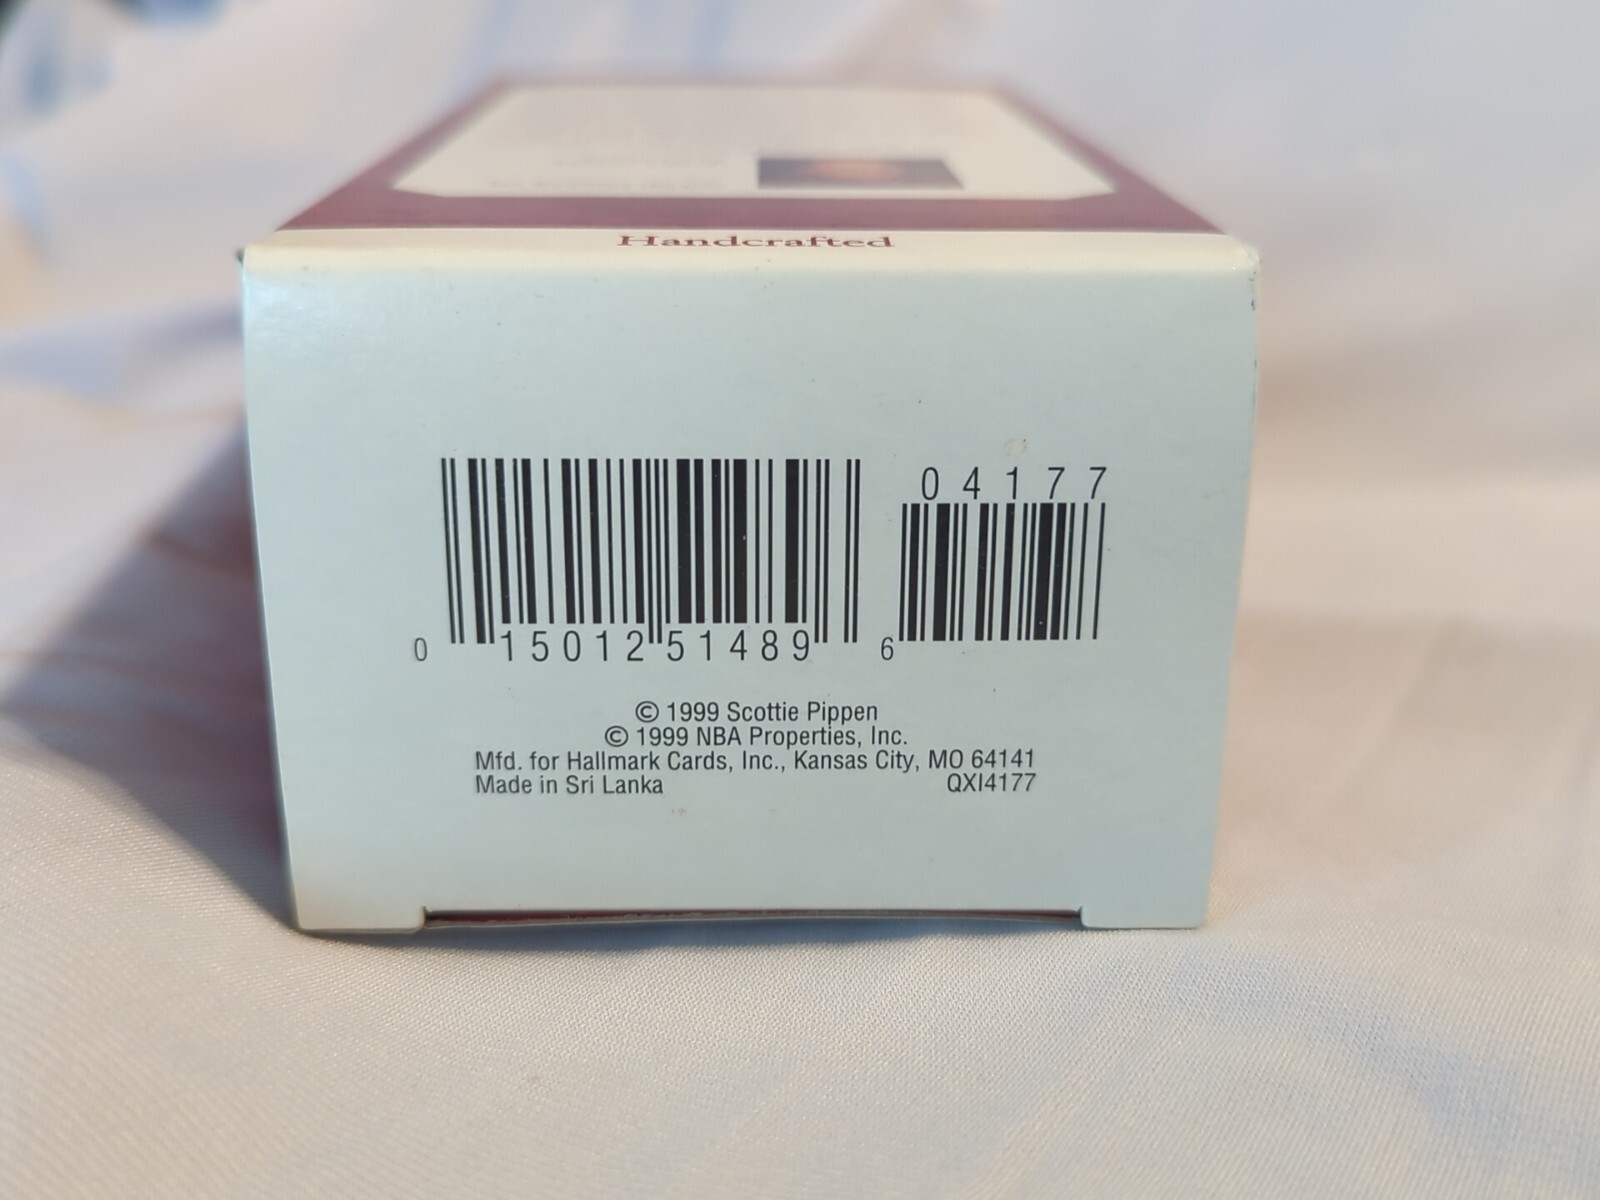 Handcrafted
04177
0 15012 51489 6
© 1999 Scottie Pippen
© 1999 NBA Properties, Inc.
Mfd. for Hallmark Cards, Inc., Kansas City, MO 64141
Made in Sri Lanka QXI4177